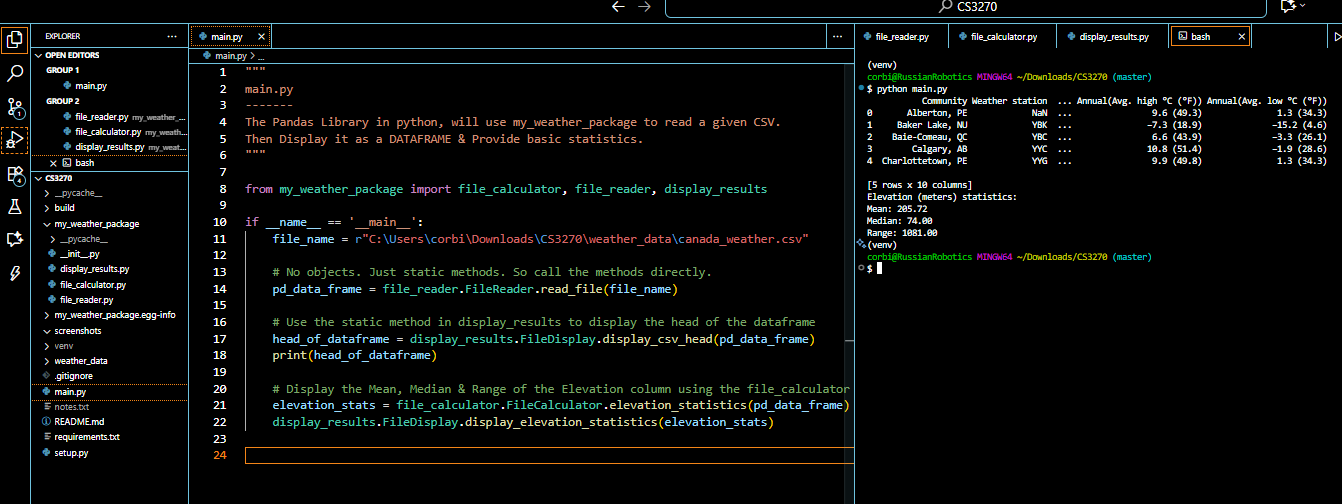 CS3270
EXPLORER
...
OPEN EDITORS
GROUP 1
main.py
GROUP 2
file_reader.py my_weather_...
file_calculator.py my_weathe...
display_results.py my_weat...
bash
CS3270
__pycache__
build
my_weather_package
__pycache__
__init__.py
display_results.py
file_calculator.py
file_reader.py
my_weather_package.egg-info
screenshots
venv
weather_data
.gitignore
main.py
notes.txt
README.md
requirements.txt
setup.py
1
4
main.py
...
main.py > ...
1 """
2 main.py
3 -------
4 The Pandas Library in python, will use my_weather_package to read a given CSV.
5 Then Display it as a DATAFRAME & Provide basic statistics.
6 """
7
8 from my_weather_package import file_calculator, file_reader, display_results
9
10 if __name__ == '__main__':
11 file_name = r"C:\Users\corbi\Downloads\CS3270\weather_data\canada_weather.csv"
12
13 # No objects. Just static methods. So call the methods directly.
14 pd_data_frame = file_reader.FileReader.read_file(file_name)
15
16 # Use the static method in display_results to display the head of the dataframe
17 head_of_dataframe = display_results.FileDisplay.display_csv_head(pd_data_frame)
18 print(head_of_dataframe)
19
20 # Display the Mean, Median & Range of the Elevation column using the file_calculator
21 elevation_stats = file_calculator.FileCalculator.elevation_statistics(pd_data_frame)
22 display_results.FileDisplay.display_elevation_statistics(elevation_stats)
23
24
file_reader.py
file_calculator.py
display_results.py
bash
(venv)
corbi@RussianRobotics MINGW64 ~/Downloads/CS3270 (master)
$ python main.py
Community Weather station ... Annual(Avg. high °C (°F)) Annual(Avg. low °C (°F))
0 Alberton, PE NaN ... 9.6 (49.3) 1.3 (34.3)
1 Baker Lake, NU YBK ... −7.3 (18.9) −15.2 (4.6)
2 Baie-Comeau, QC YBC ... 6.6 (43.9) −3.3 (26.1)
3 Calgary, AB YYC ... 10.8 (51.4) −1.9 (28.6)
4 Charlottetown, PE YYG ... 9.9 (49.8) 1.3 (34.3)
[5 rows x 10 columns]
Elevation (meters) statistics:
Mean: 205.72
Median: 74.00
Range: 1081.00
(venv)
corbi@RussianRobotics MINGW64 ~/Downloads/CS3270 (master)
$